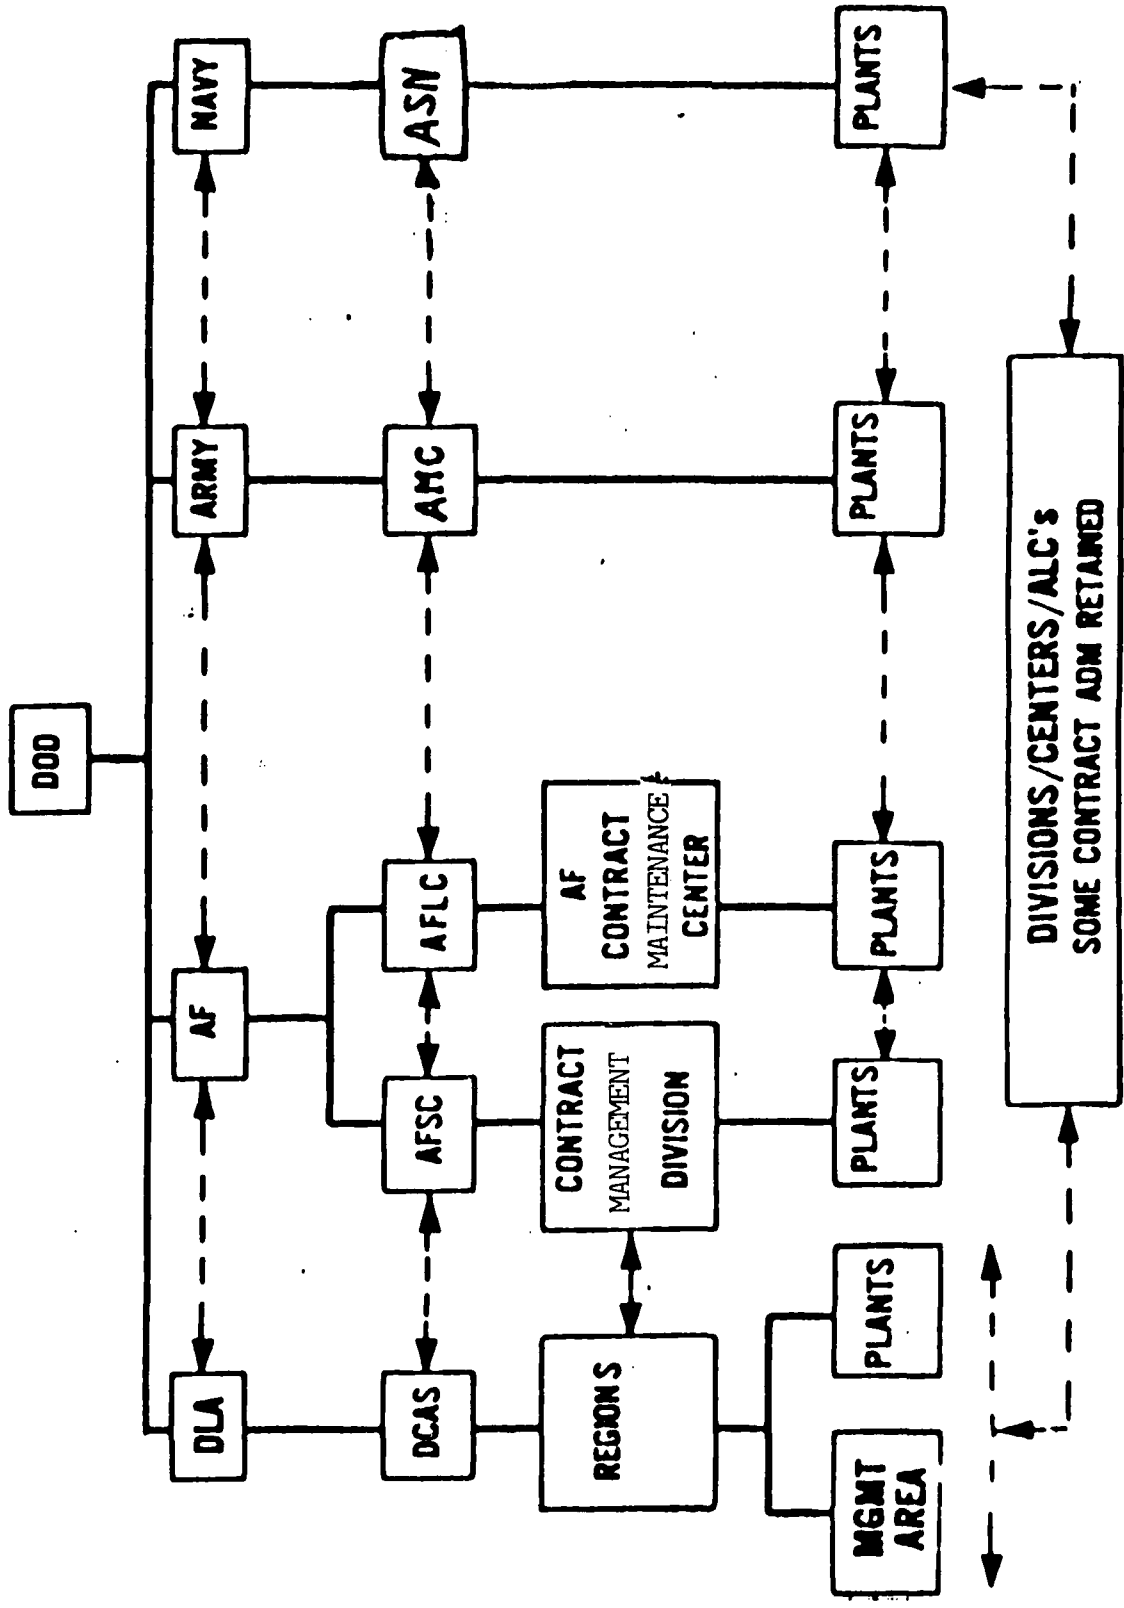 DOD
DLA
AF
ARMY
NAVY
DCAS
AFSC
AFLC
AMC
ASN
REGIONS
CONTRACT
MANAGEMENT
DIVISION
AF
CONTRACT
MAINTENANCE
CENTER
MGMT
AREA
PLANTS
PLANTS
PLANTS
PLANTS
PLANTS
DIVISIONS/CENTERS/ALC's
SOME CONTRACT ADM RETAINED